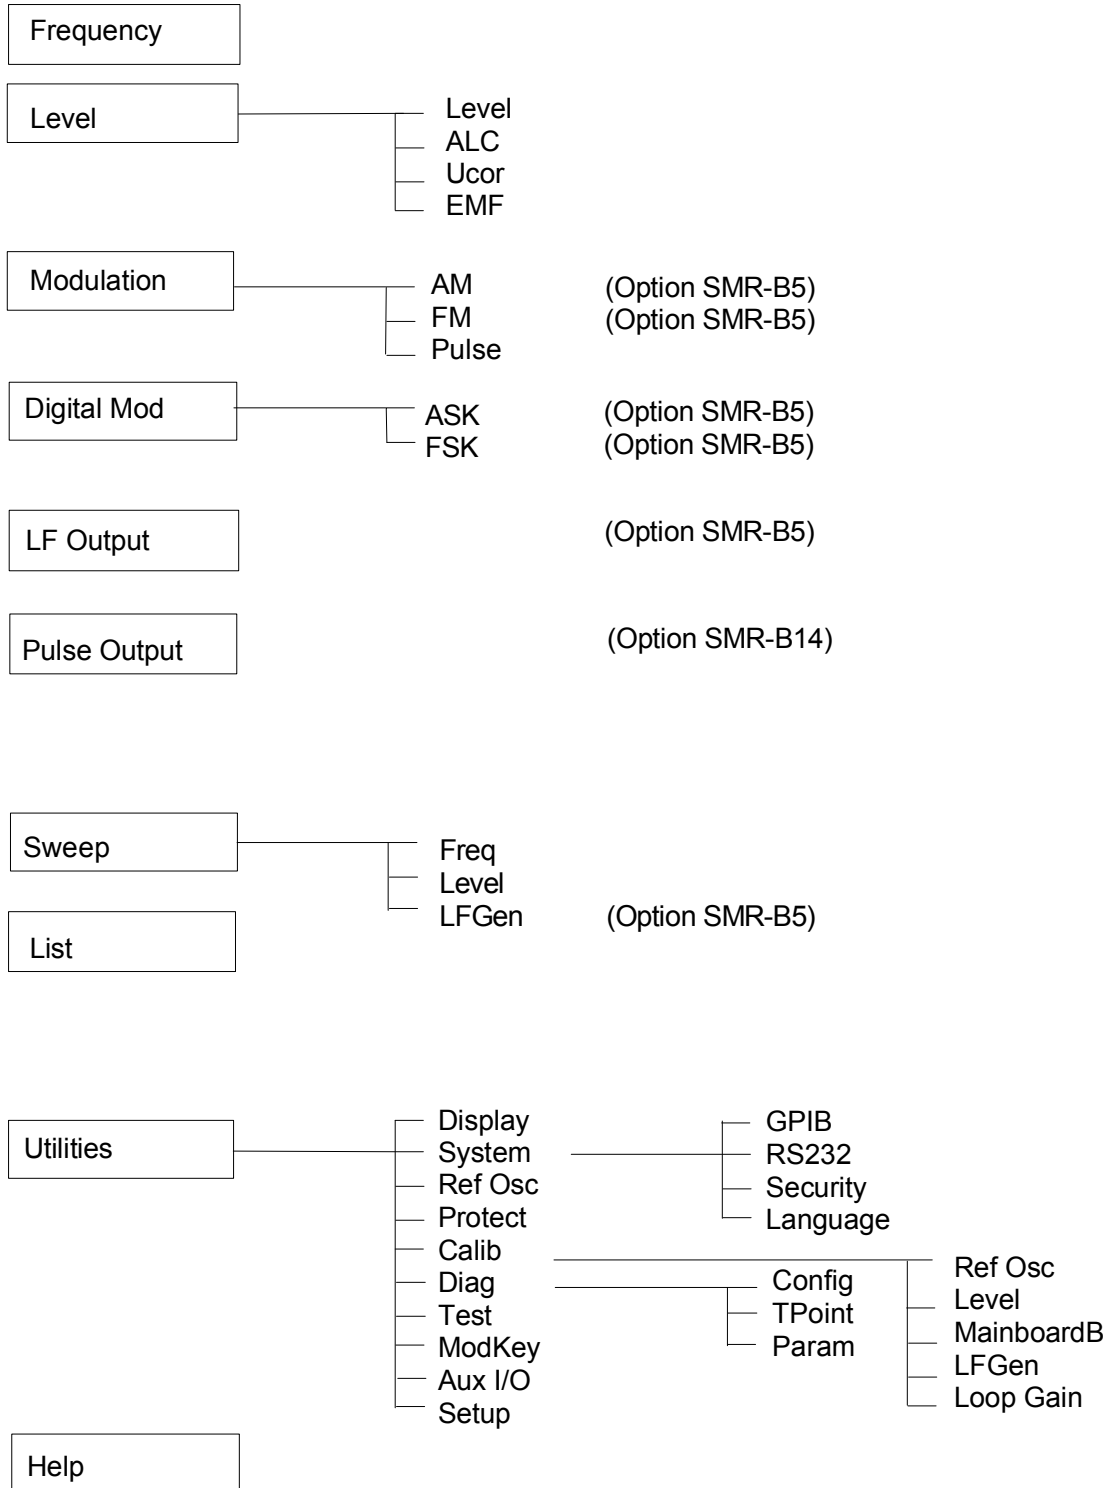 Frequency
Level
Level
ALC
Ucor
EMF
Modulation
AM (Option SMR-B5)
FM (Option SMR-B5)
Pulse
Digital Mod
ASK (Option SMR-B5)
FSK (Option SMR-B5)
LF Output (Option SMR-B5)
Pulse Output (Option SMR-B14)
Sweep
Freq
Level
LFGen (Option SMR-B5)
List
Utilities
Display
System
Ref Osc
Protect
Calib
Diag
Test
ModKey
Aux I/O
Setup
GPIB
RS232
Security
Language
Config
TPoint
Param
Ref Osc
Level
MainboardB
LFGen
Loop Gain
Help